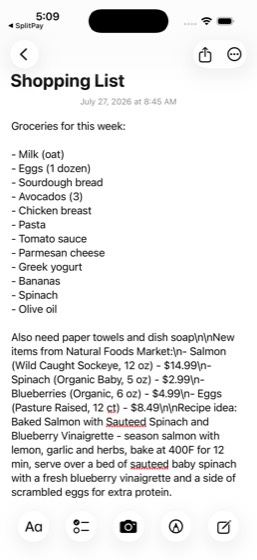 5:09
◀ SplitPay
Shopping List
July 27, 2026 at 8:45 AM
Groceries for this week:
- Milk (oat)
- Eggs (1 dozen)
- Sourdough bread
- Avocados (3)
- Chicken breast
- Pasta
- Tomato sauce
- Parmesan cheese
- Greek yogurt
- Bananas
- Spinach
- Olive oil
Also need paper towels and dish soap\n\nNew
items from Natural Foods Market:\n- Salmon
(Wild Caught Sockeye, 12 oz) - $14.99\n-
Spinach (Organic Baby, 5 oz) - $2.99\n-
Blueberries (Organic, 6 oz) - $4.99\n- Eggs
(Pasture Raised, 12 ct) - $8.49\n\nRecipe idea:
Baked Salmon with Sauteed Spinach and
Blueberry Vinaigrette - season salmon with
lemon, garlic and herbs, bake at 400F for 12
min, serve over a bed of sauteed baby spinach
with a fresh blueberry vinaigrette and a side of
scrambled eggs for extra protein.
Aa